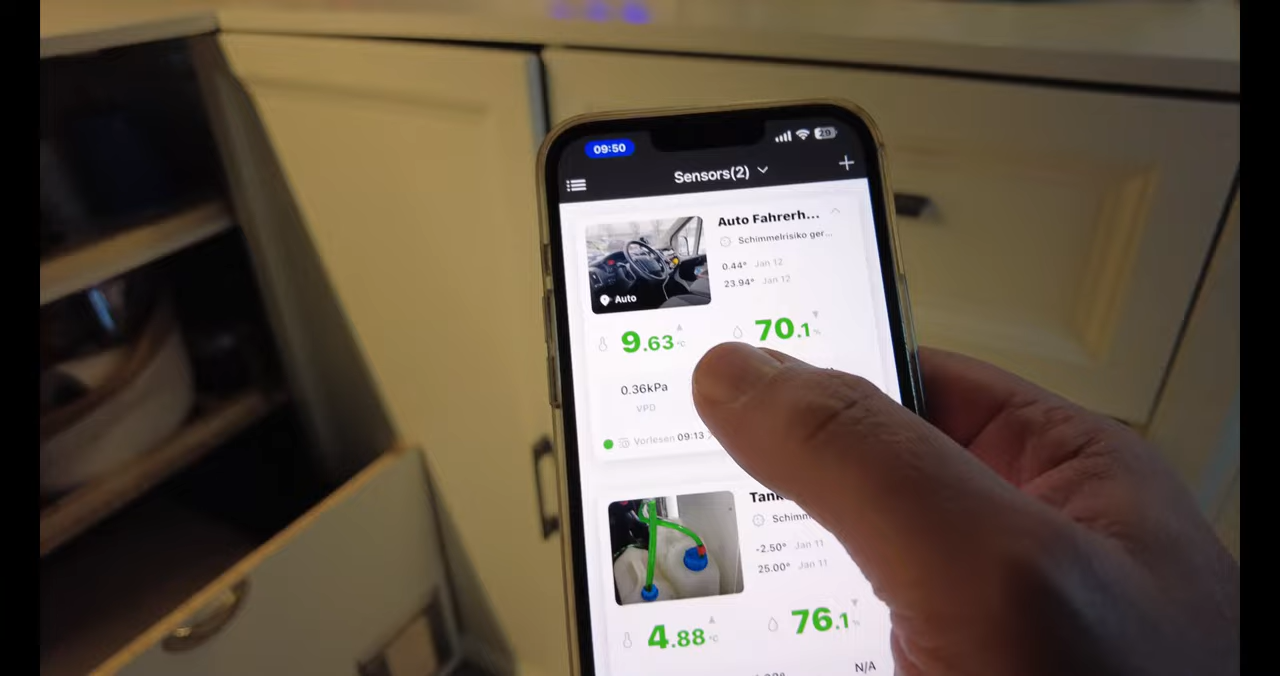 09:50
20
Sensors(2)
Auto Fahrerh...
Schimmelrisiko ger...
0.44° Jan 12
23.94° Jan 12
Auto
9.63°C
70.1%
0.36kPa
VPD
Vorlesen 09:13
Tank
Schimm
-2.50° Jan 11
25.00° Jan 11
4.88°C
76.1%
N/A